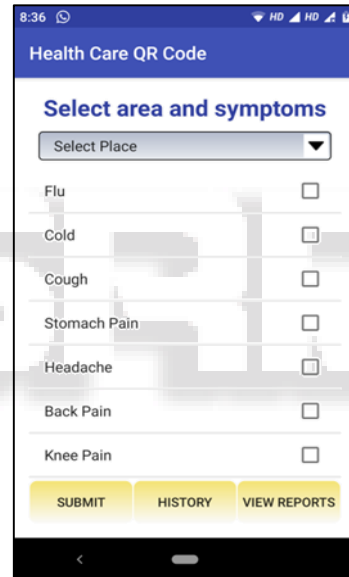 8:36 HD HD
Health Care QR Code
Select area and symptoms
Select Place
Flu
Cold
Cough
Stomach Pain
Headache
Back Pain
Knee Pain
SUBMIT HISTORY VIEW REPORTS